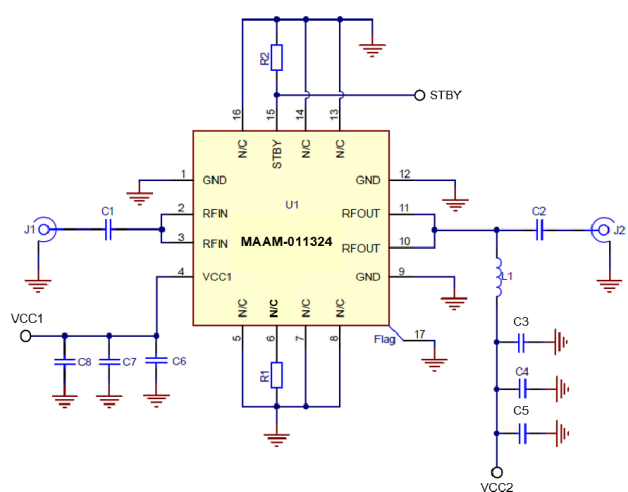 R2
STBY
16
15
14
13
N/C
STBY
N/C
N/C
1
GND
GND
12
U1
J1
C1
2
RFIN
RFOUT
11
C2
J2
3
RFIN
MAAM-011324
RFOUT
10
4
VCC1
GND
9
L1
N/C
N/C
N/C
N/C
VCC1
5
6
7
8
Flag
17
C3
C8
C7
C6
R1
C4
C5
VCC2